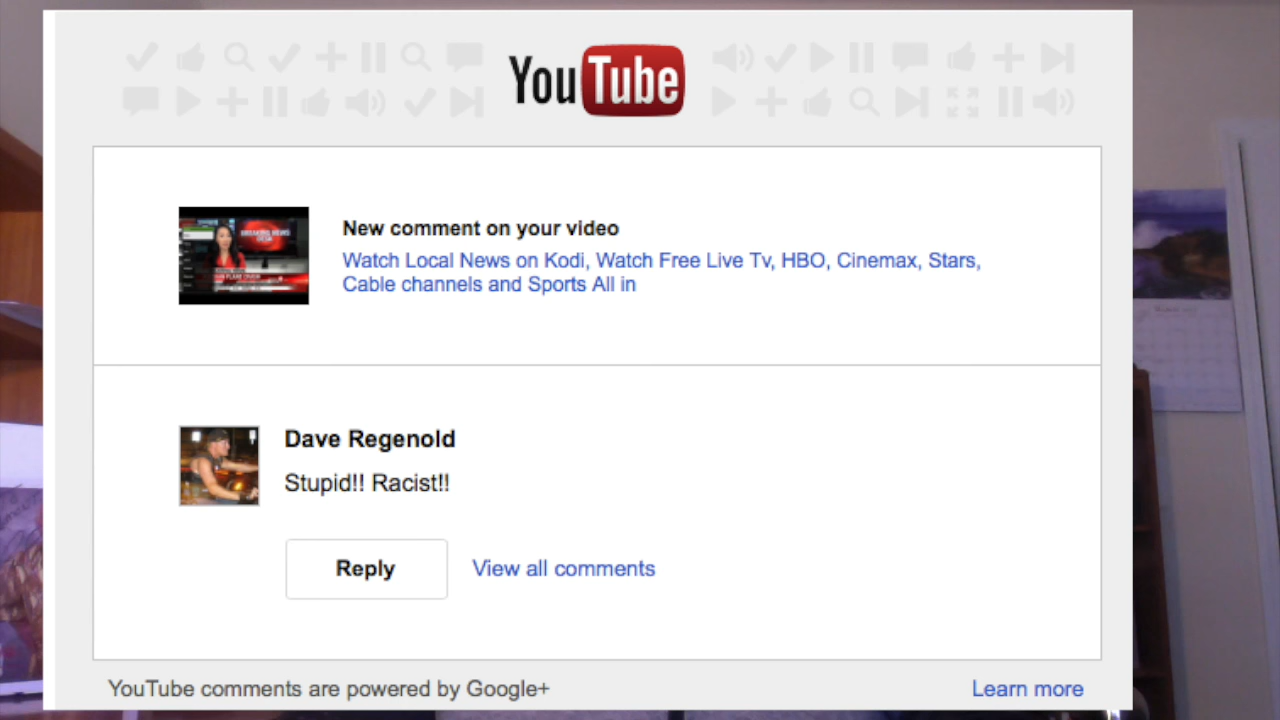 YouTube
BREAKING NEWS
New comment on your video
Watch Local News on Kodi, Watch Free Live Tv, HBO, Cinemax, Stars,
Cable channels and Sports All in
Dave Regenold
Stupid!! Racist!!
Reply
View all comments
YouTube comments are powered by Google+
Learn more